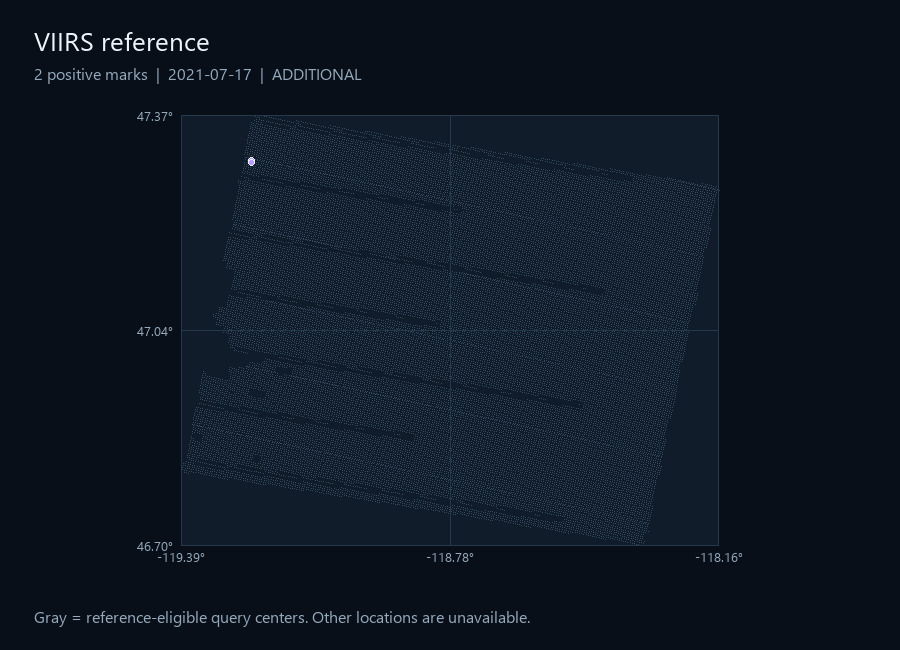 VIIRS reference
2 positive marks | 2021-07-17 | ADDITIONAL
47.37°
47.04°
46.70°
-119.39°
-118.78°
-118.16°
Gray = reference-eligible query centers. Other locations are unavailable.